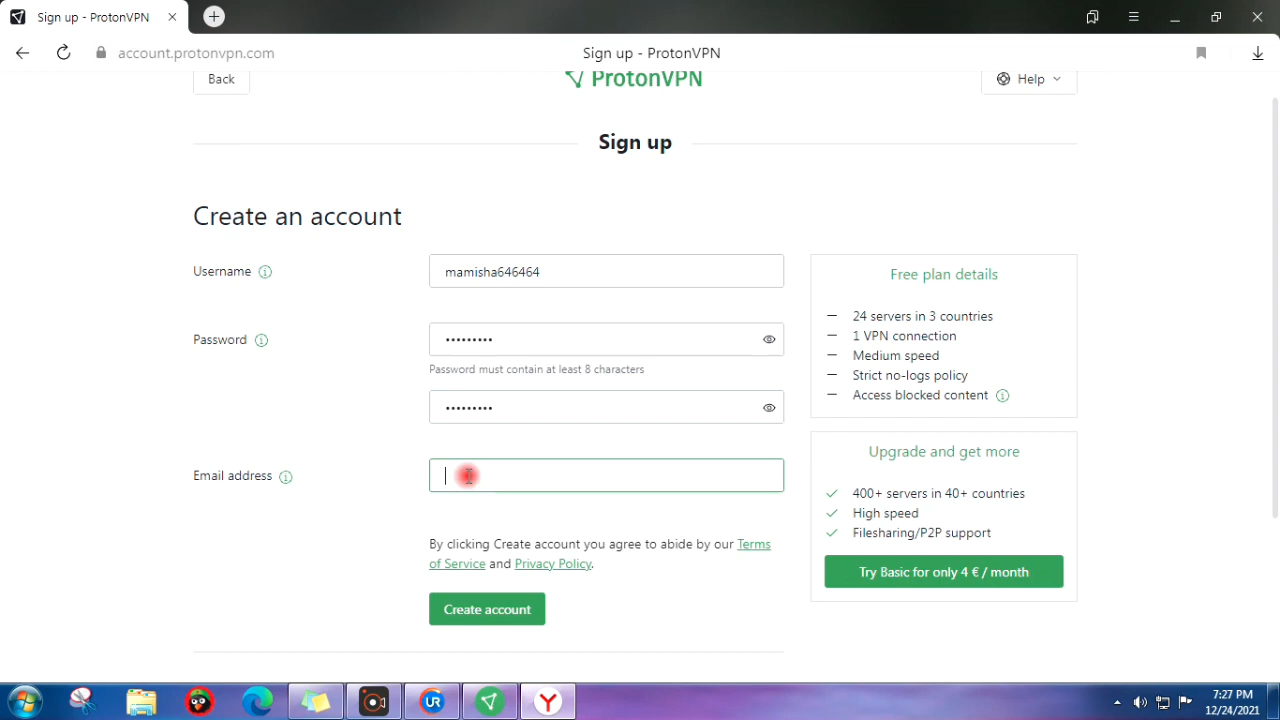 Sign up - ProtonVPN
account.protonvpn.com
Sign up - ProtonVPN
Back
ProtonVPN
Help
Sign up
Create an account
Username
mamisha646464
Password
•••••••••
Password must contain at least 8 characters
•••••••••
Email address
By clicking Create account you agree to abide by our Terms
of Service and Privacy Policy.
Create account
Free plan details
24 servers in 3 countries
1 VPN connection
Medium speed
Strict no-logs policy
Access blocked content
Upgrade and get more
400+ servers in 40+ countries
High speed
Filesharing/P2P support
Try Basic for only 4 € / month
UR
Y
7:27 PM
12/24/2021